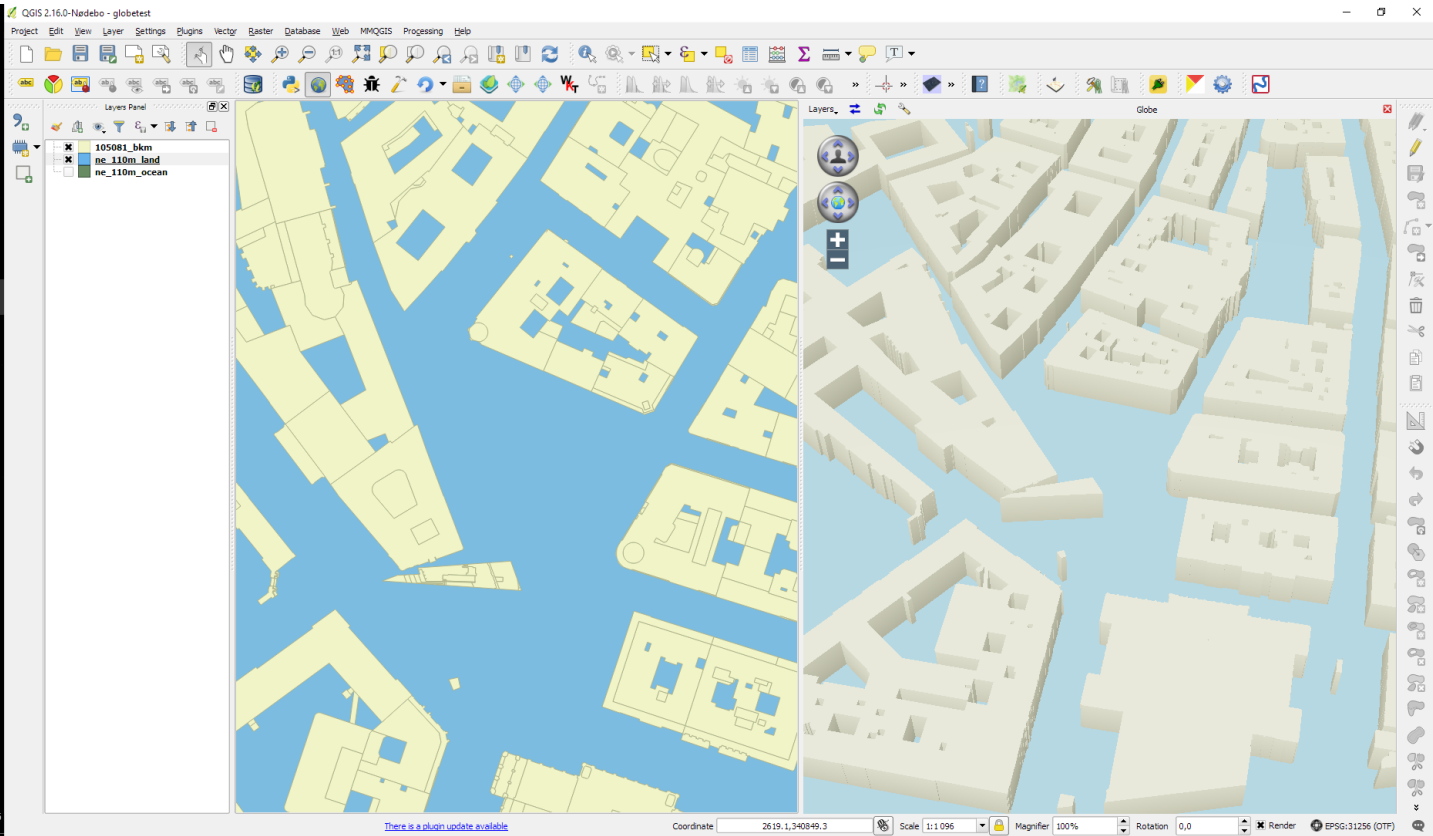 QGIS 2.16.0-Nødebo - globetest
Project Edit View Layer Settings Plugins Vector Raster Database Web MMQGIS Processing Help
Layers Panel
105081_bkm
ne_110m_land
ne_110m_ocean
Layers
Globe
There is a plugin update available
Coordinate 2619.1,340849.3 Scale 1:1 096 Magnifier 100% Rotation 0,0 Render EPSG:31256 (OTF)